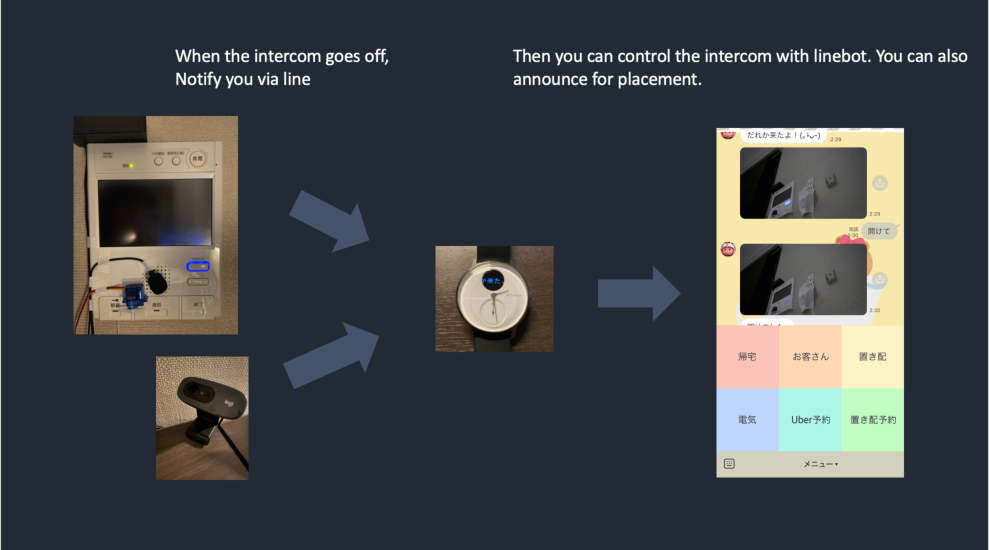 When the intercom goes off,
Notify you via line
Then you can control the intercom with linebot. You can also
announce for placement.
だれか来たよ！(｡•ᴗ-)
2:29
2:29
既読
2:30
開けて
2:30
帰宅
お客さん
置き配
電気
Uber予約
置き配予約
メニュー▾